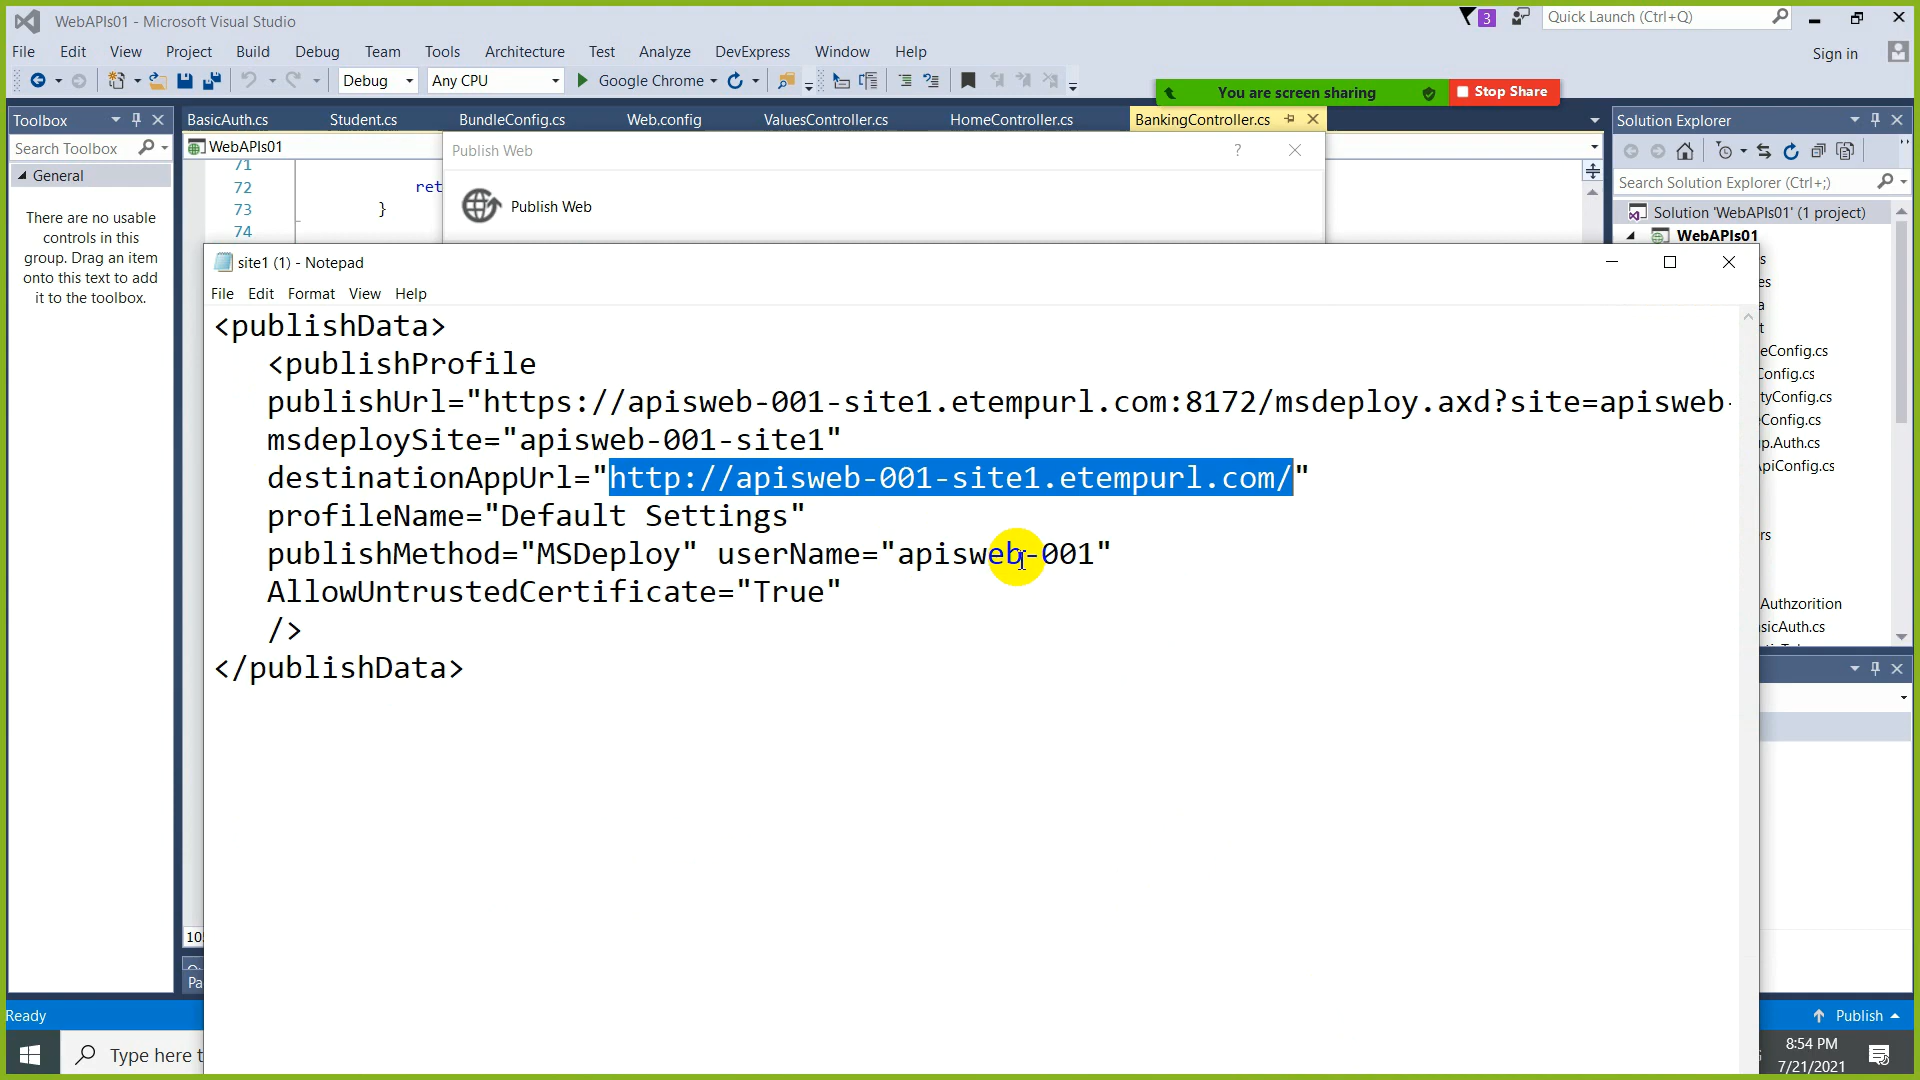 WebAPIs01 - Microsoft Visual Studio
3
Quick Launch (Ctrl+Q)
File Edit View Project Build Debug Team Tools Analyze DevExpress Window Help
Sign in
Debug Any CPU Google Chrome
You are screen sharing Stop Share
Toolbox
BasicAuth.cs Student.cs BundleConfig.cs Web.config ValuesController.cs HomeController.cs BankingController.cs
Solution Explorer
Search Toolbox
WebAPIs01
Publish Web ?
General
71
72 ret
73 }
74
Publish Web
Search Solution Explorer (Ctrl+;)
Solution 'WebAPIs01' (1 project)
WebAPIs01
There are no usable
controls in this
group. Drag an item
onto this text to add
it to the toolbox.
site1 (1) - Notepad
File Edit Format View Help
<publishData>
<publishProfile
publishUrl="https://apisweb-001-site1.etempurl.com:8172/msdeploy.axd?site=apisweb-
msdeploySite="apisweb-001-site1"
destinationAppUrl="http://apisweb-001-site1.etempurl.com/"
profileName="Default Settings"
publishMethod="MSDeploy" userName="apisweb-001"
AllowUntrustedCertificate="True"
/>
</publishData>
s
es
a
t
eConfig.cs
Config.cs
tyConfig.cs
eConfig.cs
p.Auth.cs
ApiConfig.cs
rs
Authzorition
sicAuth.cs
10
Pa
Ready
Publish
Type here t
8:54 PM
7/21/2021